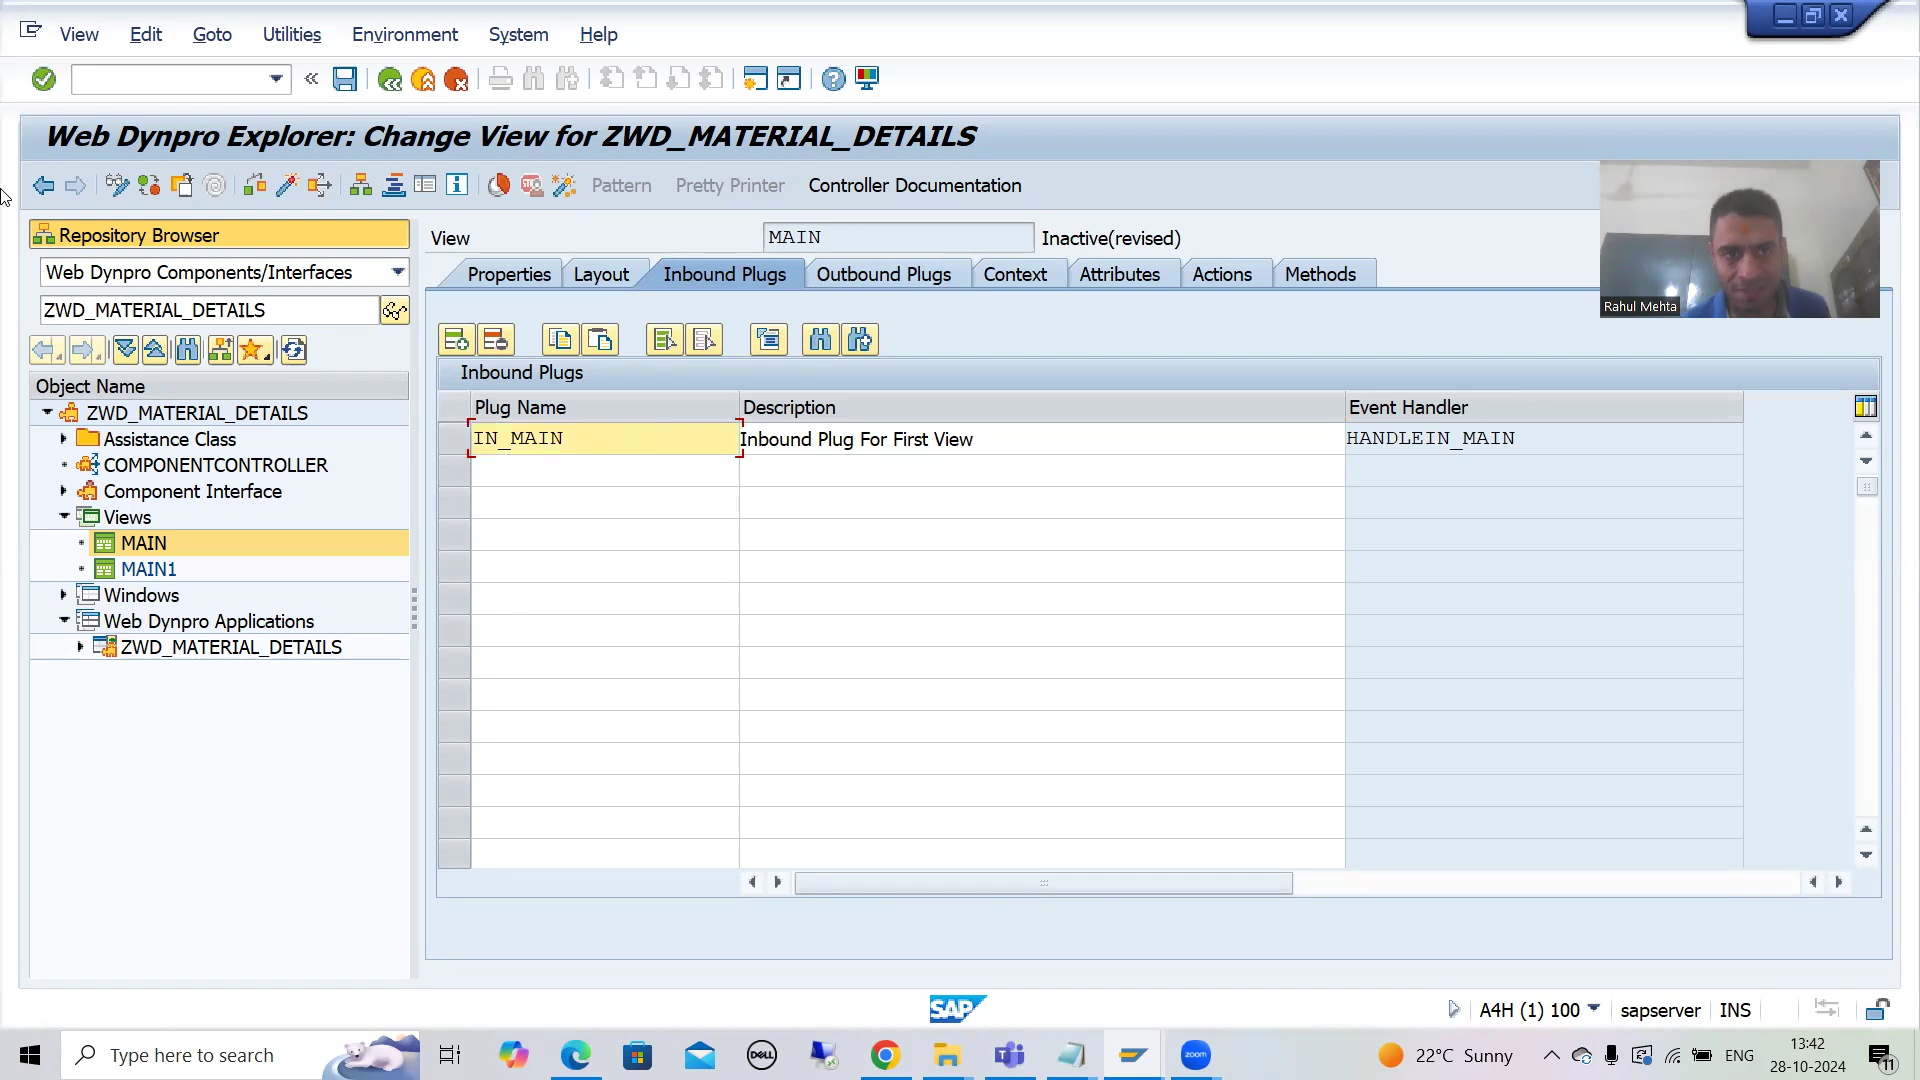 View Edit Goto Utilities Environment System Help
Web Dynpro Explorer: Change View for ZWD_MATERIAL_DETAILS
Pattern Pretty Printer Controller Documentation
Rahul Mehta
Repository Browser
Web Dynpro Components/Interfaces
ZWD_MATERIAL_DETAILS
Object Name
ZWD_MATERIAL_DETAILS
Assistance Class
COMPONENTCONTROLLER
Component Interface
Views
MAIN
MAIN1
Windows
Web Dynpro Applications
ZWD_MATERIAL_DETAILS
View MAIN Inactive(revised)
Properties Layout Inbound Plugs Outbound Plugs Context Attributes Actions Methods
Inbound Plugs
Plug Name Description Event Handler
IN_MAIN Inbound Plug For First View HANDLEIN_MAIN
SAP
A4H (1) 100 sapserver INS
Type here to search
DELL
zoom
22°C Sunny
ENG
13:42
28-10-2024
11